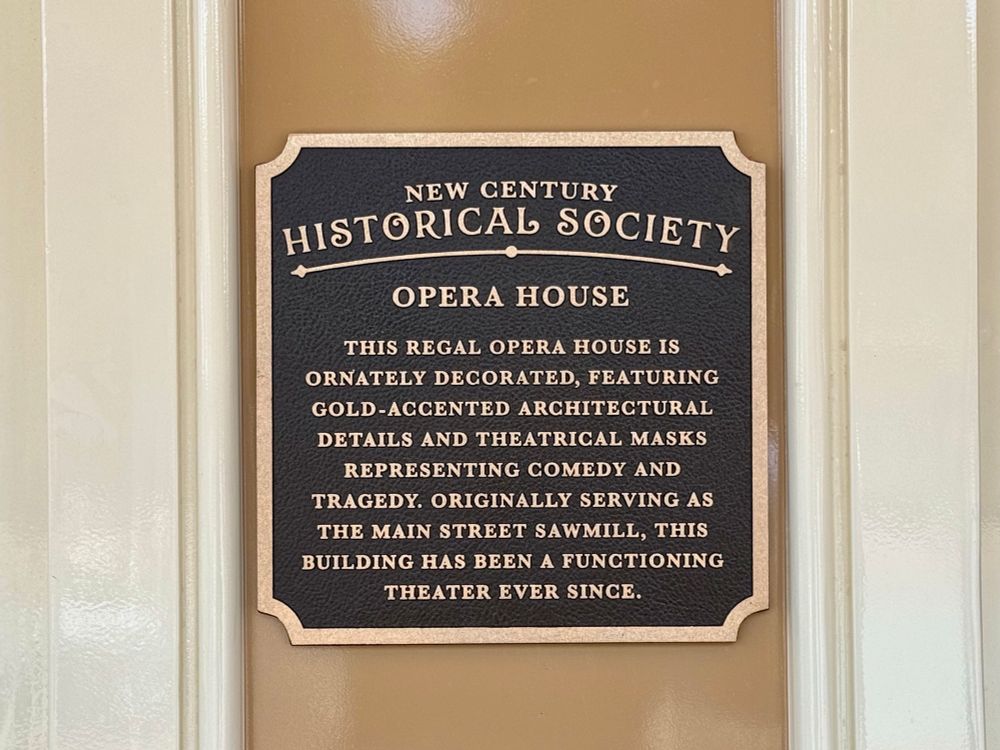 NEW CENTURY
HISTORICAL SOCIETY
OPERA HOUSE
THIS REGAL OPERA HOUSE IS
ORNATELY DECORATED, FEATURING
GOLD-ACCENTED ARCHITECTURAL
DETAILS AND THEATRICAL MASKS
REPRESENTING COMEDY AND
TRAGEDY. ORIGINALLY SERVING AS
THE MAIN STREET SAWMILL, THIS
BUILDING HAS BEEN A FUNCTIONING
THEATER EVER SINCE.